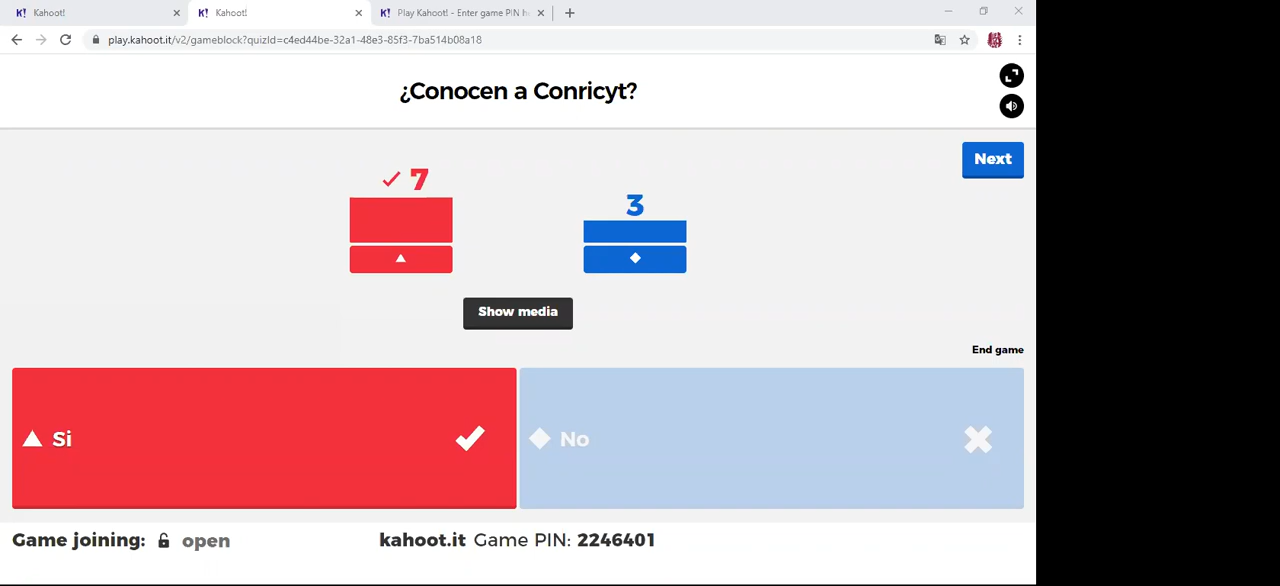 K! Kahoot!
K! Kahoot!
K! Play Kahoot! - Enter game PIN h
play.kahoot.it/v2/gameblock?quizId=c4ed44be-32a1-48e3-85f3-7ba514b08a18
¿Conocen a Conricyt?
Next
7
3
Show media
End game
Si
No
Game joining: open
kahoot.it Game PIN: 2246401